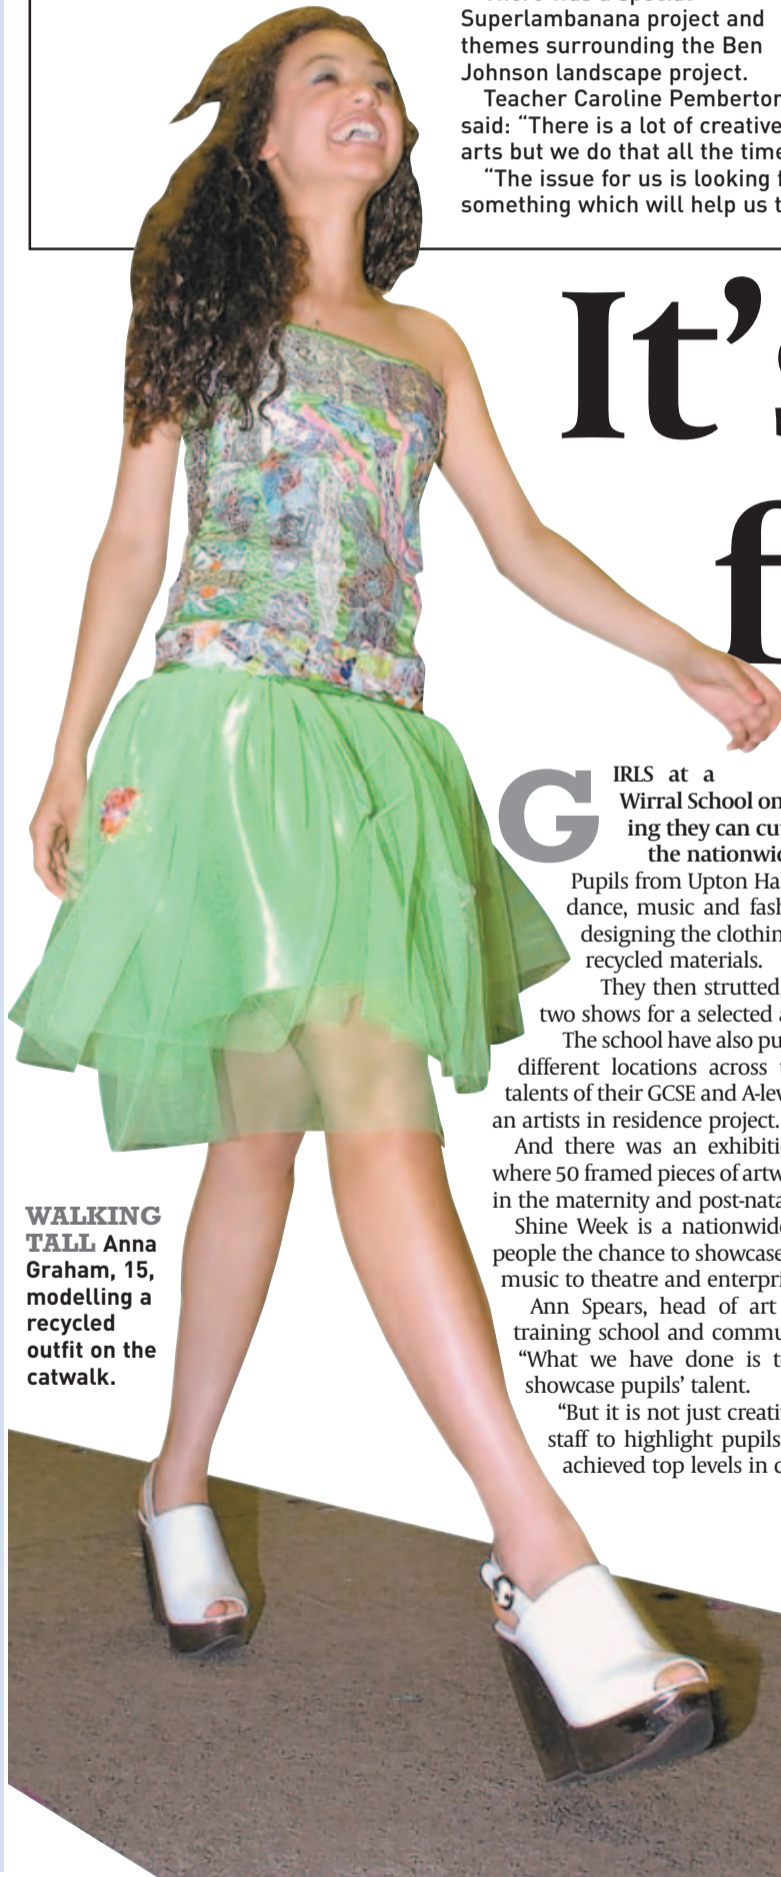 Superlambanana project and
themes surrounding the Ben
Johnson landscape project.
Teacher Caroline Pemberton
said: “There is a lot of creative
arts but we do that all the time
“The issue for us is looking f
something which will help us t
It’s
f
GIRLS at a
Wirral School on
ing they can cu
the nationwid
Pupils from Upton Ha
dance, music and fash
designing the clothin
recycled materials.
They then strutted
two shows for a selected a
The school have also pu
different locations across t
talents of their GCSE and A-lev
an artists in residence project.
And there was an exhibiti
where 50 framed pieces of artw
in the maternity and post-nata
Shine Week is a nationwide
people the chance to showcase
music to theatre and enterpri
Ann Spears, head of art
training school and commu
“What we have done is t
showcase pupils’ talent.
“But it is not just creati
staff to highlight pupils
achieved top levels in c
WALKING
TALL Anna
Graham, 15,
modelling a
recycled
outfit on the
catwalk.